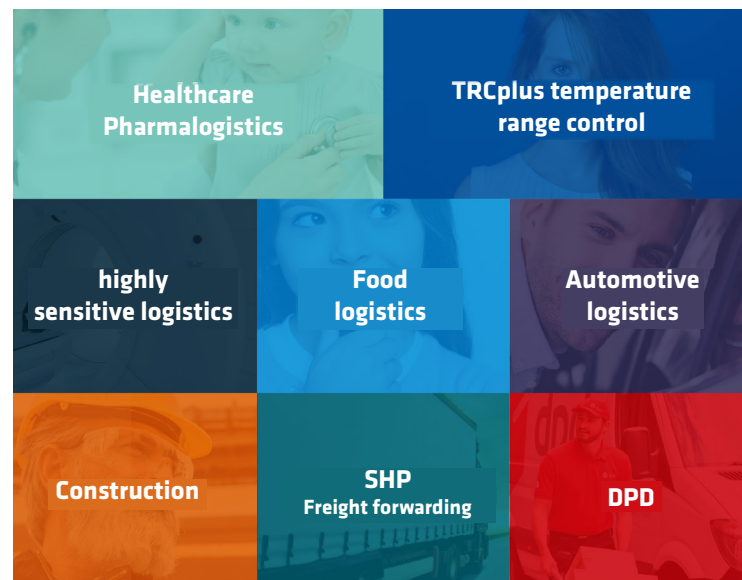 Healthcare
Pharmalogistics
TRCplus temperature
range control
highly
sensitive logistics
Food
logistics
Automotive
logistics
Construction
SHP
Freight forwarding
DPD